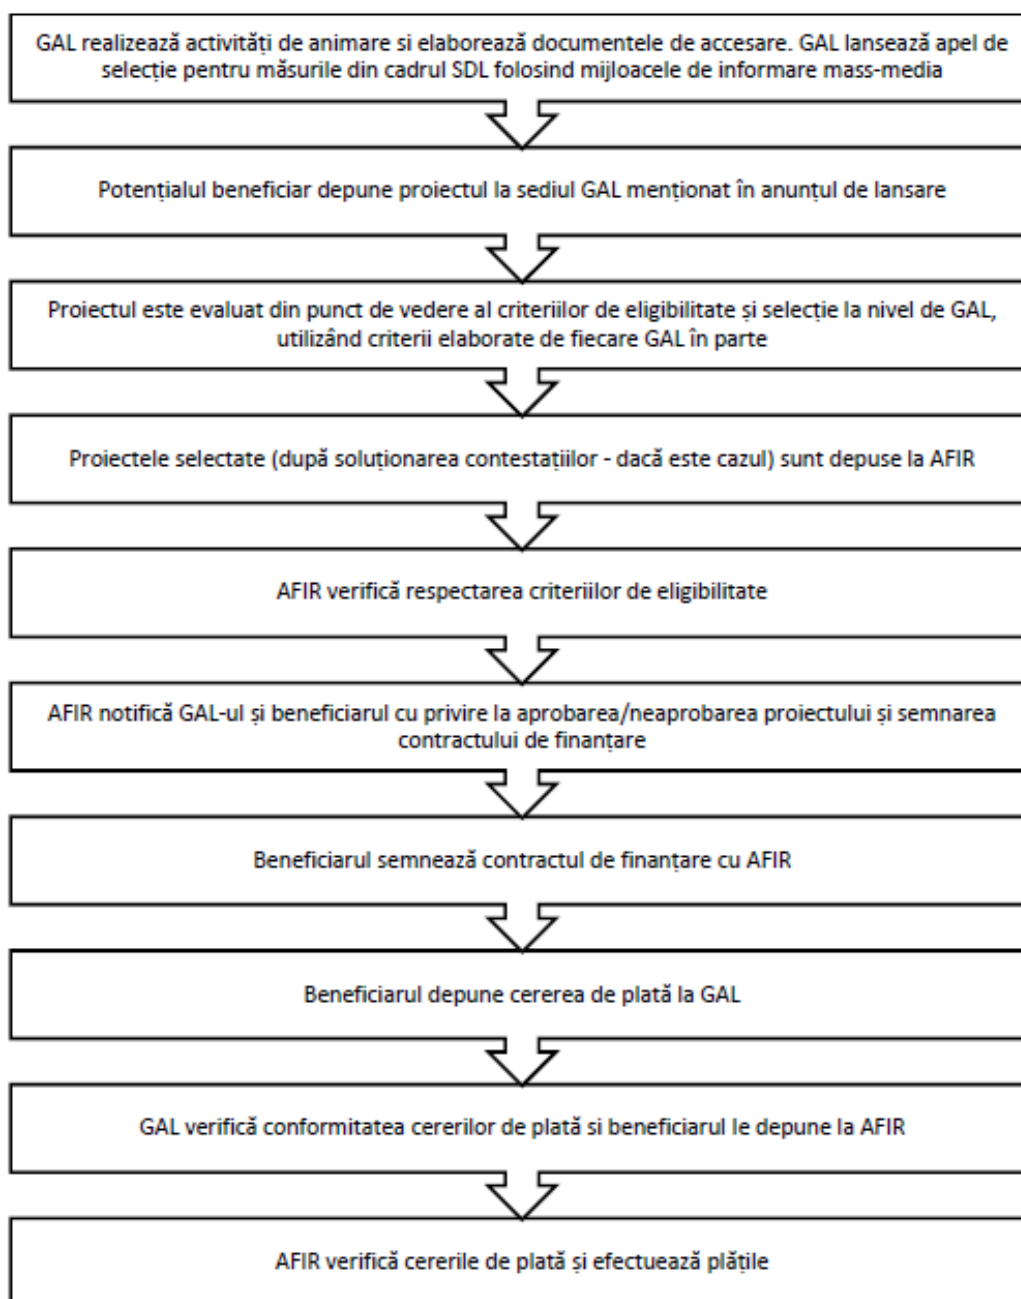 GAL realizează activități de animare si elaborează documentele de accesare. GAL lansează apel de
selecție pentru măsurile din cadrul SDL folosind mijloacele de informare mass-media
Potențialul beneficiar depune proiectul la sediul GAL menționat în anunțul de lansare
Proiectul este evaluat din punct de vedere al criteriilor de eligibilitate și selecție la nivel de GAL,
utilizând criterii elaborate de fiecare GAL în parte
Proiectele selectate (după soluționarea contestațiilor - dacă este cazul) sunt depuse la AFIR
AFIR verifică respectarea criteriilor de eligibilitate
AFIR notifică GAL-ul și beneficiarul cu privire la aprobarea/neaprobarea proiectului și semnarea
contractului de finanțare
Beneficiarul semnează contractul de finanțare cu AFIR
Beneficiarul depune cererea de plată la GAL
GAL verifică conformitatea cererilor de plată si beneficiarul le depune la AFIR
AFIR verifică cererile de plată și efectuează plățile